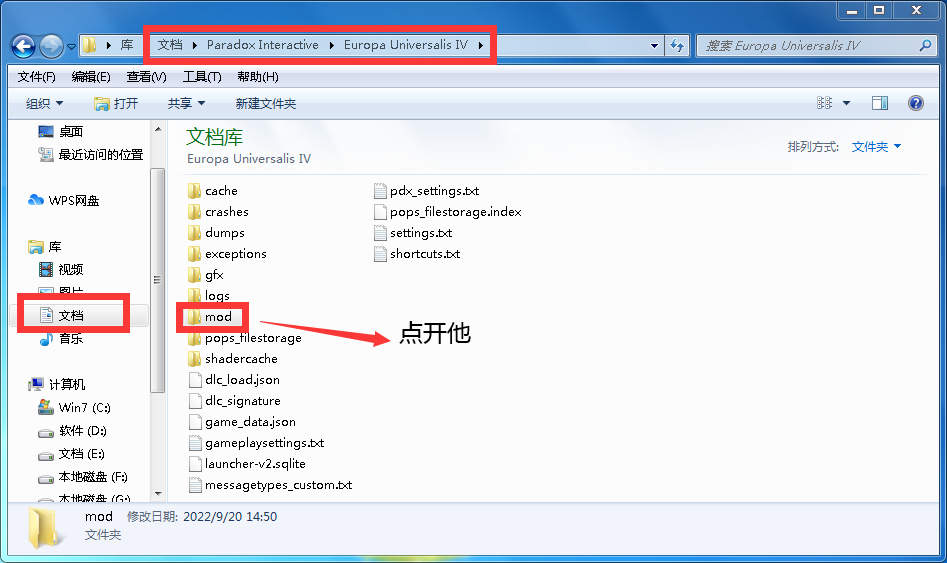 库 文档 Paradox Interactive Europa Universalis IV 搜索 Europa Universalis IV
文件(F) 编辑(E) 查看(V) 工具(T) 帮助(H)
组织 打开 共享 新建文件夹
桌面
最近访问的位置
WPS网盘
库
视频
图片
文档
音乐
计算机
Win7 (C:)
软件 (D:)
文档 (E:)
本地磁盘 (F:)
本地磁盘 (G:)
文档库
Europa Universalis IV
排列方式: 文件夹
cache
crashes
dumps
exceptions
gfx
logs
mod
pops_filestorage
shadercache
dlc_load.json
dlc_signature
game_data.json
gameplaysettings.txt
launcher-v2.sqlite
messagetypes_custom.txt
pdx_settings.txt
pops_filestorage.index
settings.txt
shortcuts.txt
点开他
mod 修改日期: 2022/9/20 14:50
文件夹